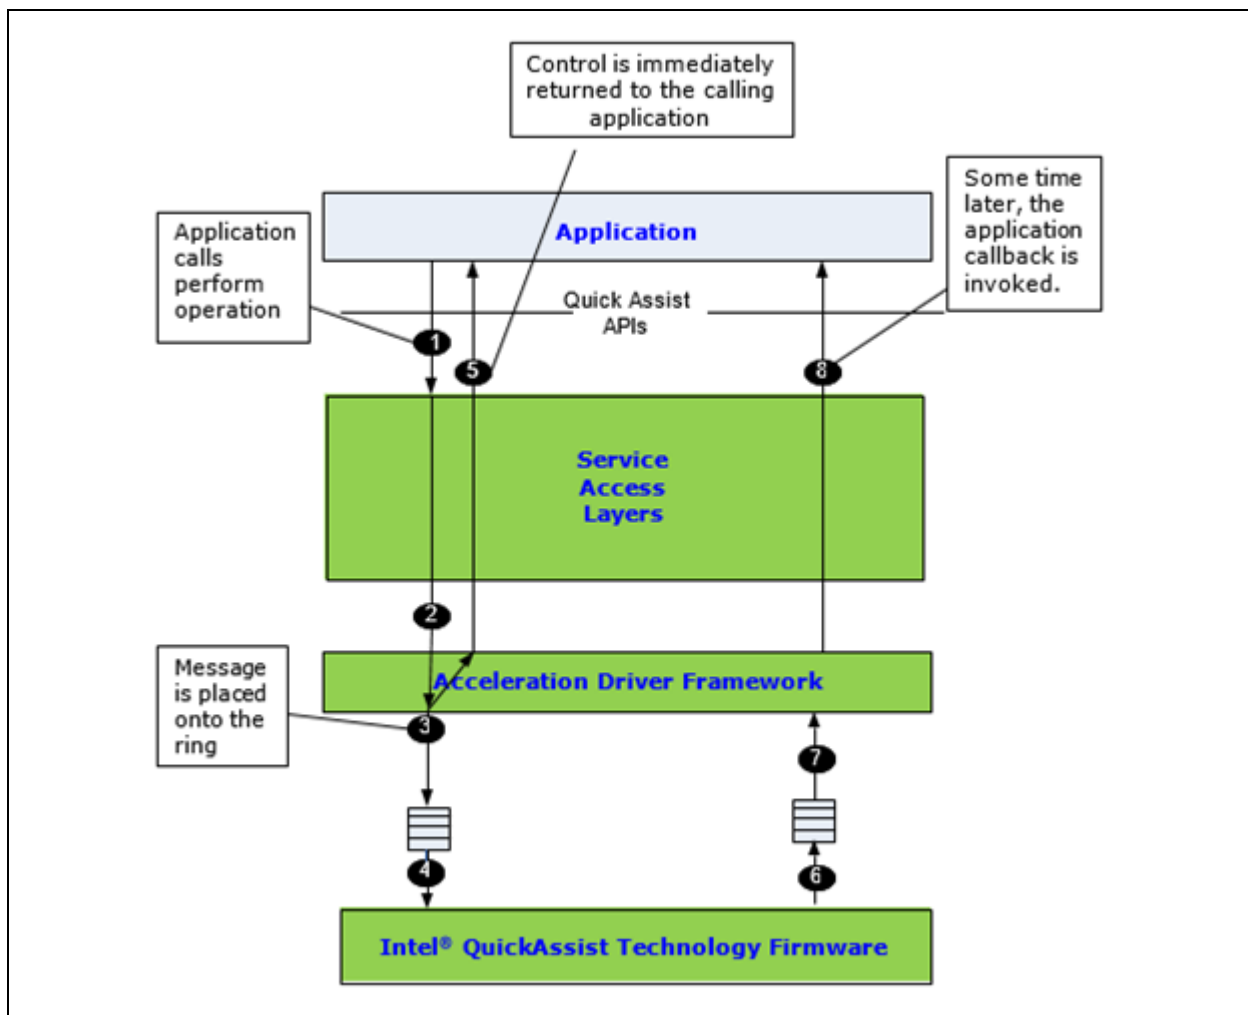 Control is immediately
returned to the calling
application
Application
Some time
later, the
application
callback is
invoked.
Application
calls
perform
operation
Quick Assist
APIs
1
5
8
Service
Access
Layers
2
Message
is placed
onto the
ring
Acceleration Driver Framework
3
7
4
6
Intel® QuickAssist Technology Firmware